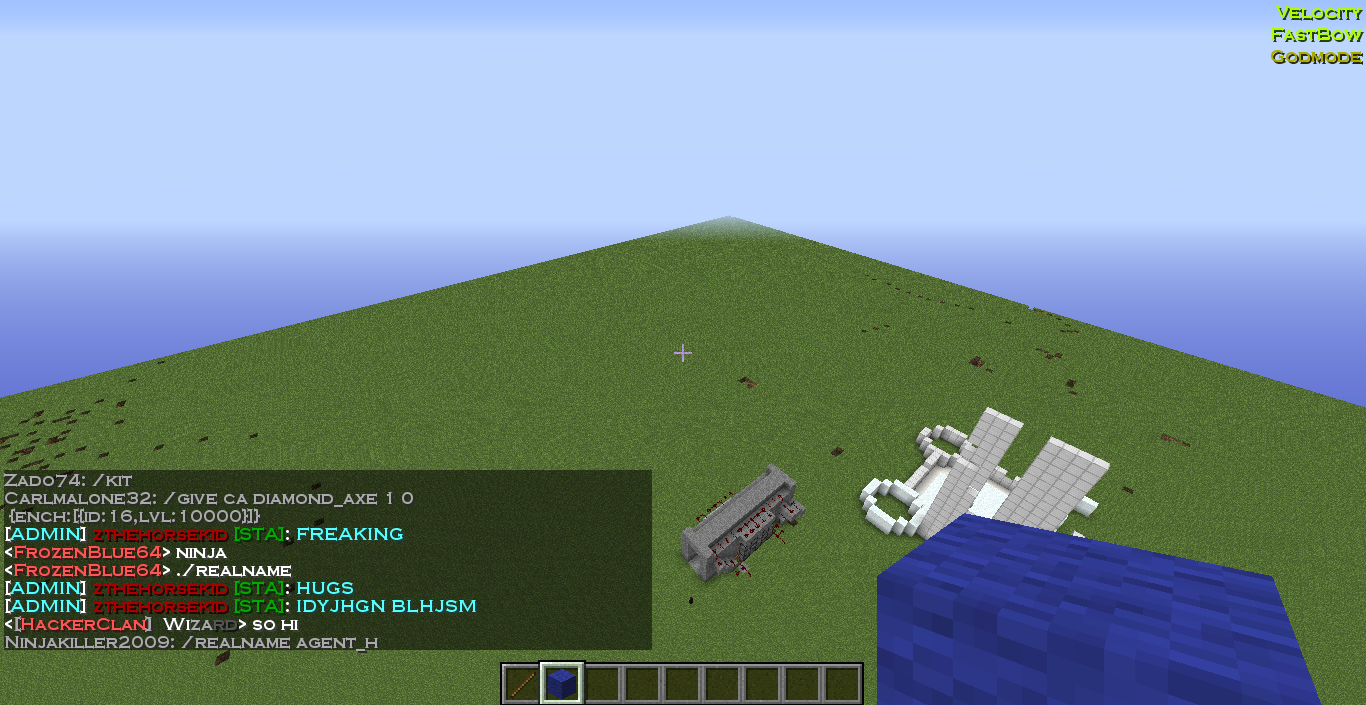 Velocity
FastBow
Godmode
Zado74: /kit
Carlmalone32: /give ca diamond_axe 1 0
{ench:[{id:16,lvl:10000}]}
[Admin] zthehorsekid [Sta]: FREAKING
<FrozenBlue64> ninja
<FrozenBlue64> ./realname
[Admin] zthehorsekid [Sta]: HUGS
[Admin] zthehorsekid [Sta]: IDYJHGN BLHJSM
<[HackerClan] Wizard> so hi
Ninjakiller2009: /realname agent_h